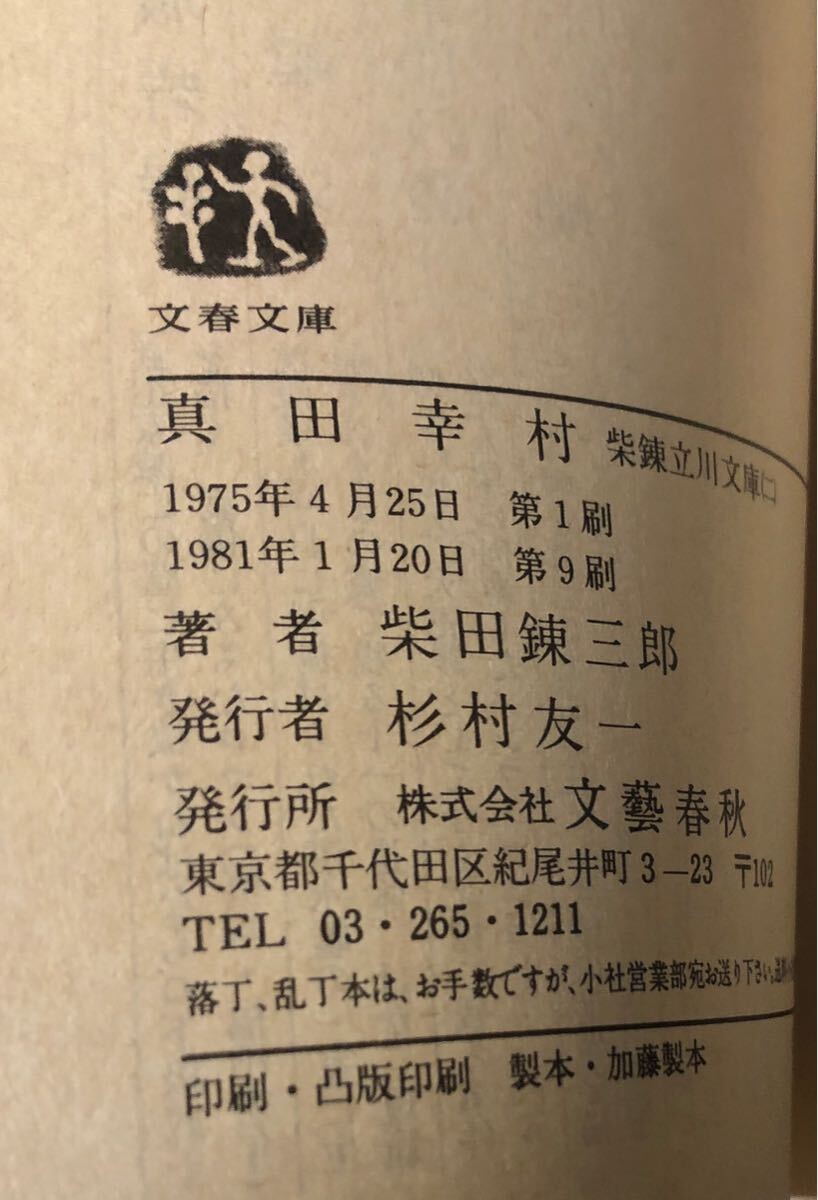 文春文庫
真田幸村 柴錬立川文庫㈡
1975年4月25日 第1刷
1981年1月20日 第9刷
著者 柴田錬三郎
発行者 杉村友一
発行所 株式会社文藝春秋
東京都千代田区紀尾井町3—23 〒102
TEL 03・265・1211
落丁、乱丁本は、お手数ですが、小社営業部宛お送り下さい。
印刷・凸版印刷 製本・加藤製本